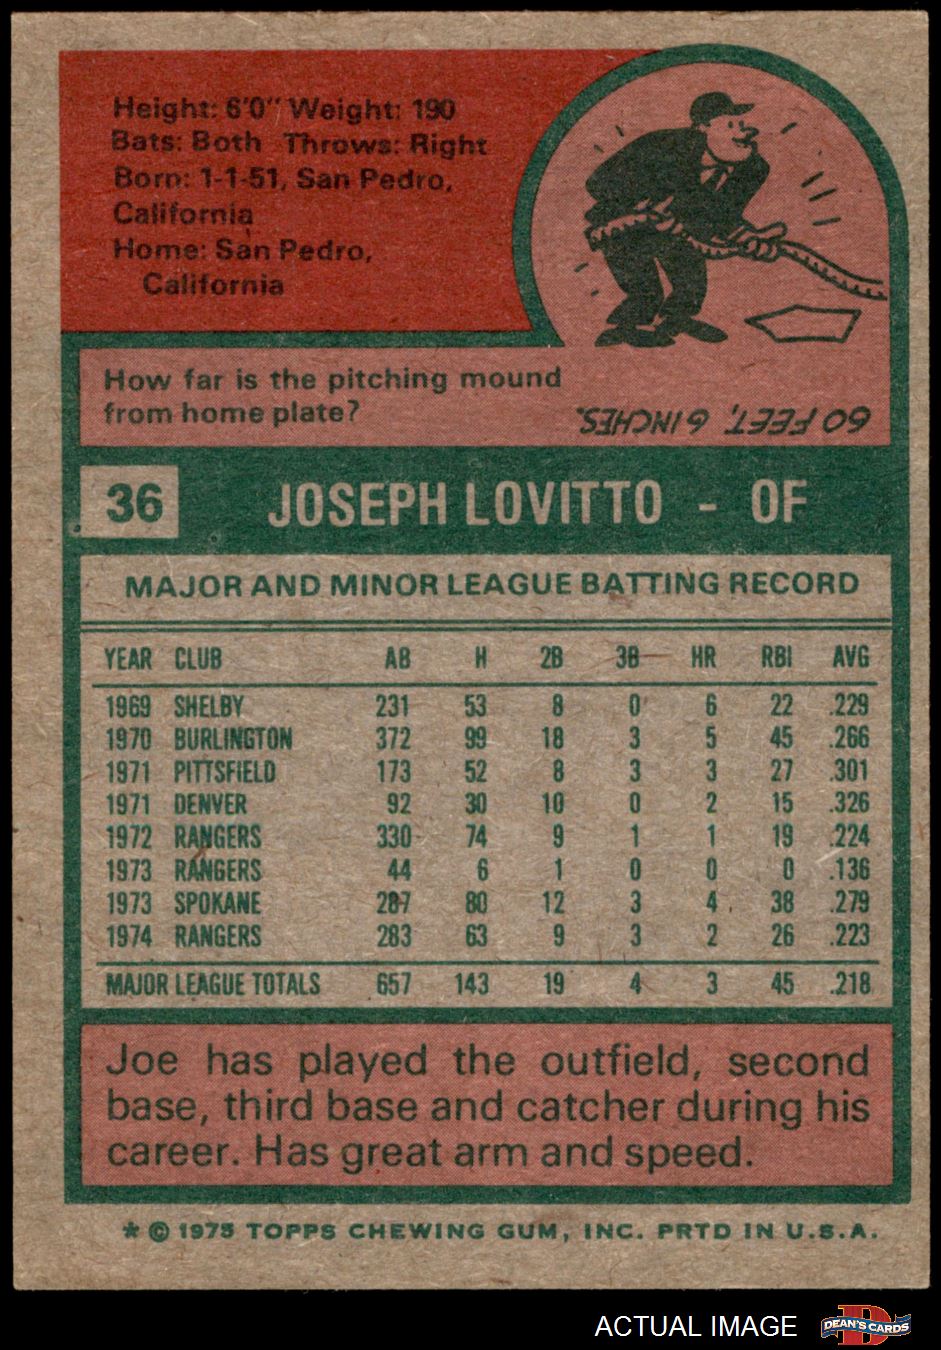 Height: 6'0" Weight: 190
Bats: Both Throws: Right
Born: 1-1-51, San Pedro,
California
Home: San Pedro,
California
How far is the pitching mound
from home plate?
60 FEET, 6 INCHES.
36 JOSEPH LOVITTO - OF
MAJOR AND MINOR LEAGUE BATTING RECORD
YEAR CLUB AB H 2B 3B HR RBI AVG
1969 SHELBY 231 53 8 0 6 22 .229
1970 BURLINGTON 372 99 18 3 5 45 .266
1971 PITTSFIELD 173 52 8 3 3 27 .301
1971 DENVER 92 30 10 0 2 15 .326
1972 RANGERS 330 74 9 1 1 19 .224
1973 RANGERS 44 6 1 0 0 0 .136
1973 SPOKANE 287 80 12 3 4 38 .279
1974 RANGERS 283 63 9 3 2 26 .223
MAJOR LEAGUE TOTALS 657 143 19 4 3 45 .218
Joe has played the outfield, second
base, third base and catcher during his
career. Has great arm and speed.
* © 1975 TOPPS CHEWING GUM, INC. PRTD IN U.S.A.
ACTUAL IMAGE D DEAN'S CARDS